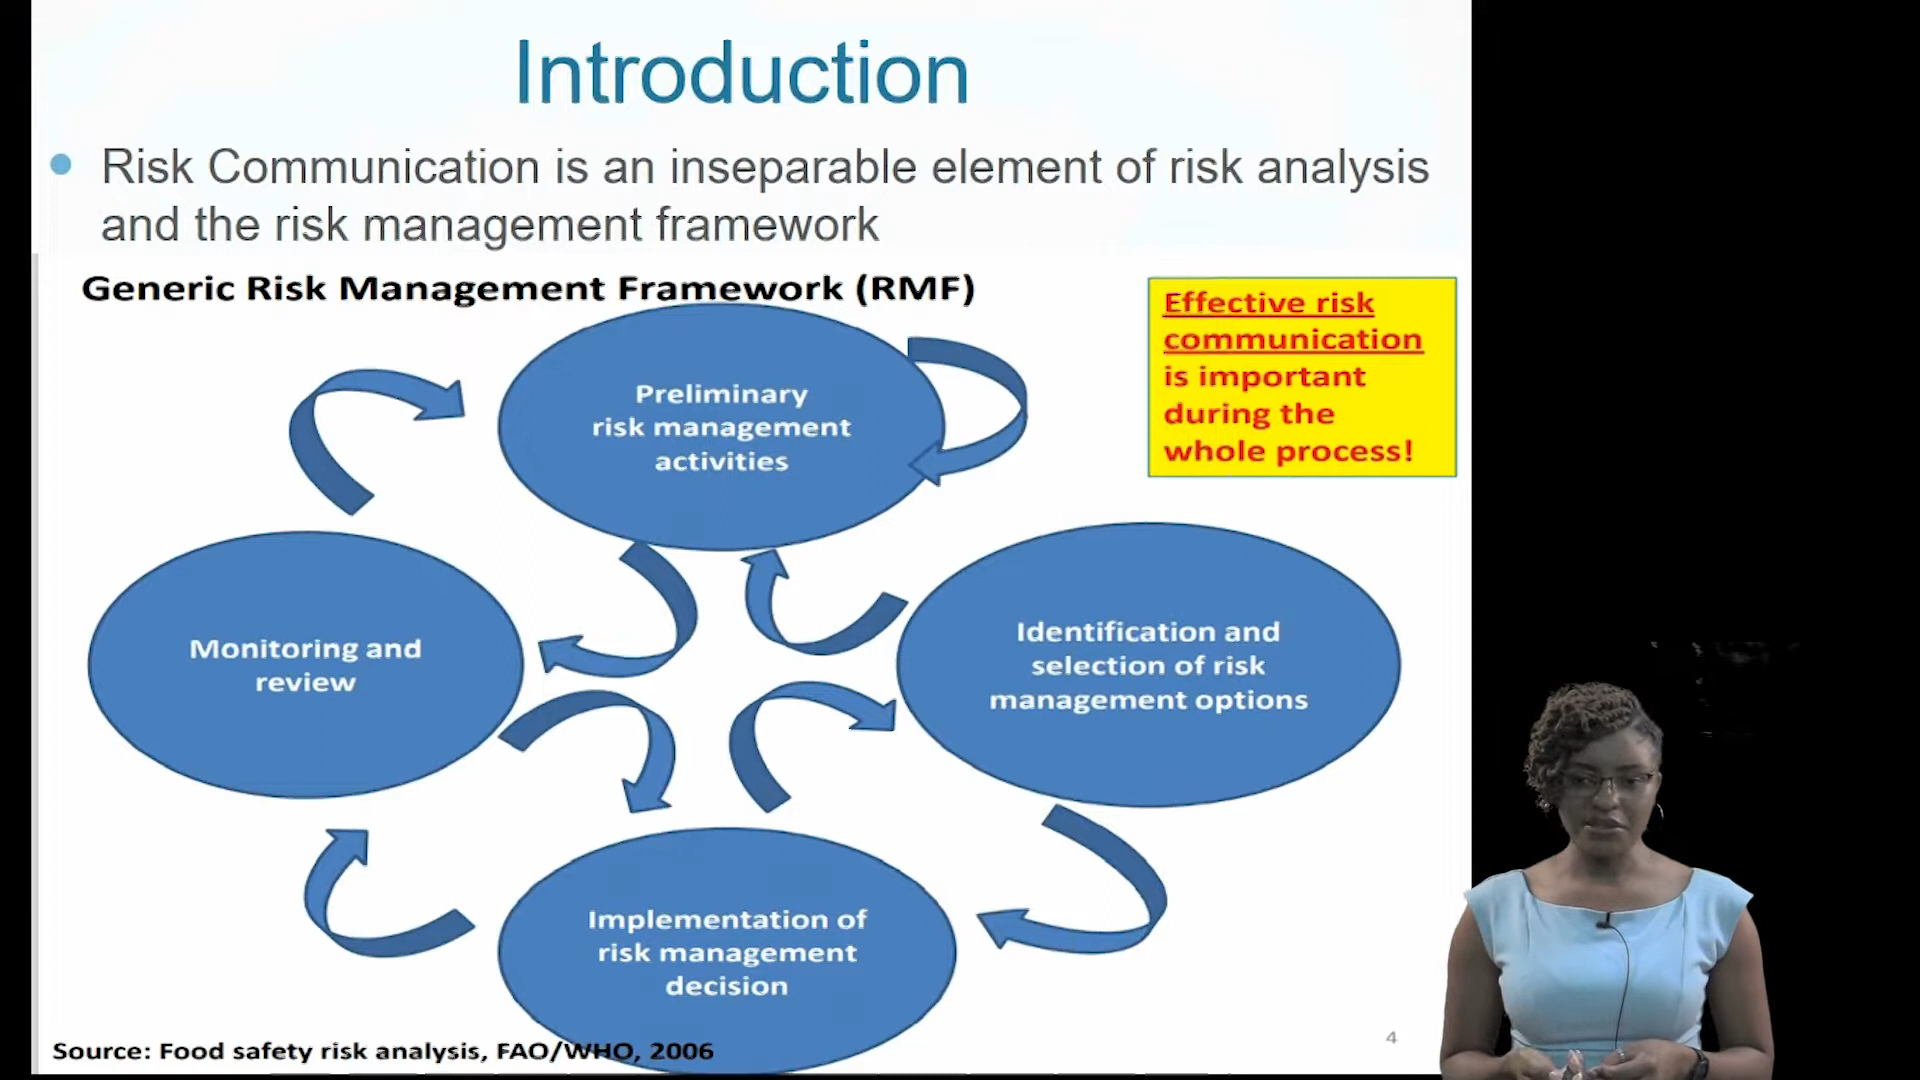 Introduction
Risk Communication is an inseparable element of risk analysis
and the risk management framework
Generic Risk Management Framework (RMF)
Effective risk
communication
is important
during the
whole process!
Preliminary
risk management
activities
Monitoring and
review
Identification and
selection of risk
management options
Implementation of
risk management
decision
Source: Food safety risk analysis, FAO/WHO, 2006
4